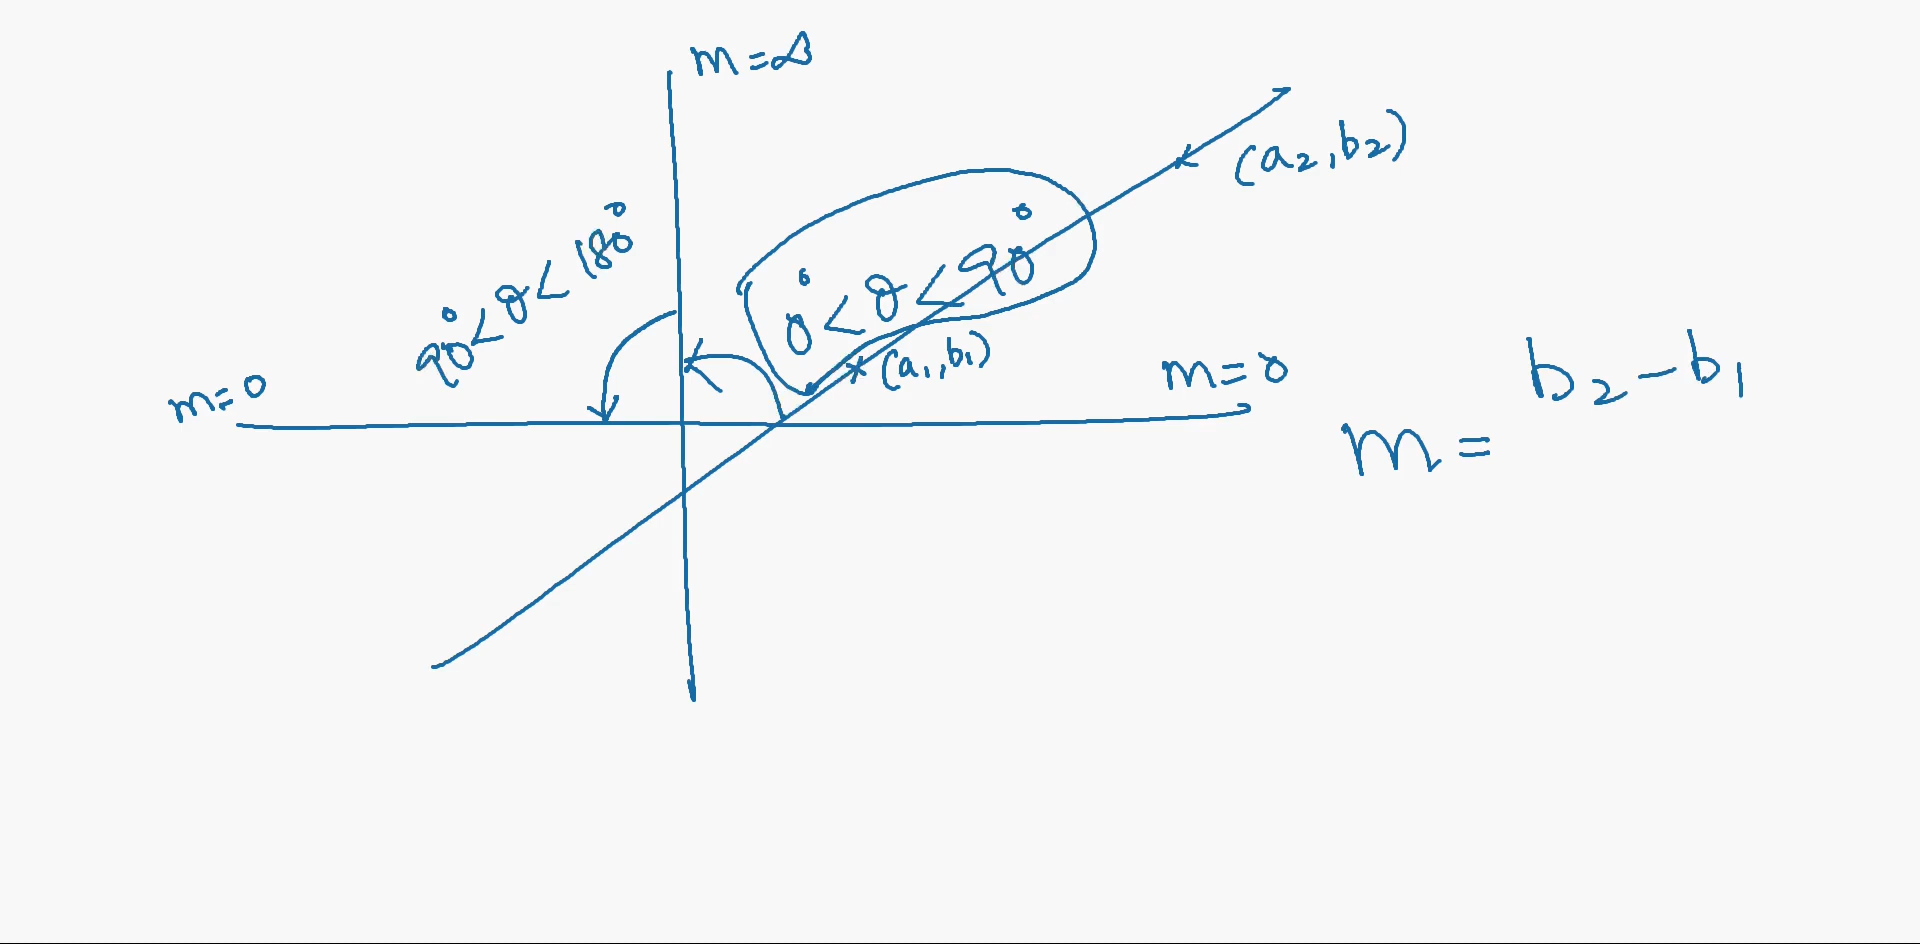 m=∞
(a₂,b₂)
90°<θ<180°
0°<θ<90°
(a₁,b₁)
m=0
m=0
b₂-b₁
m=